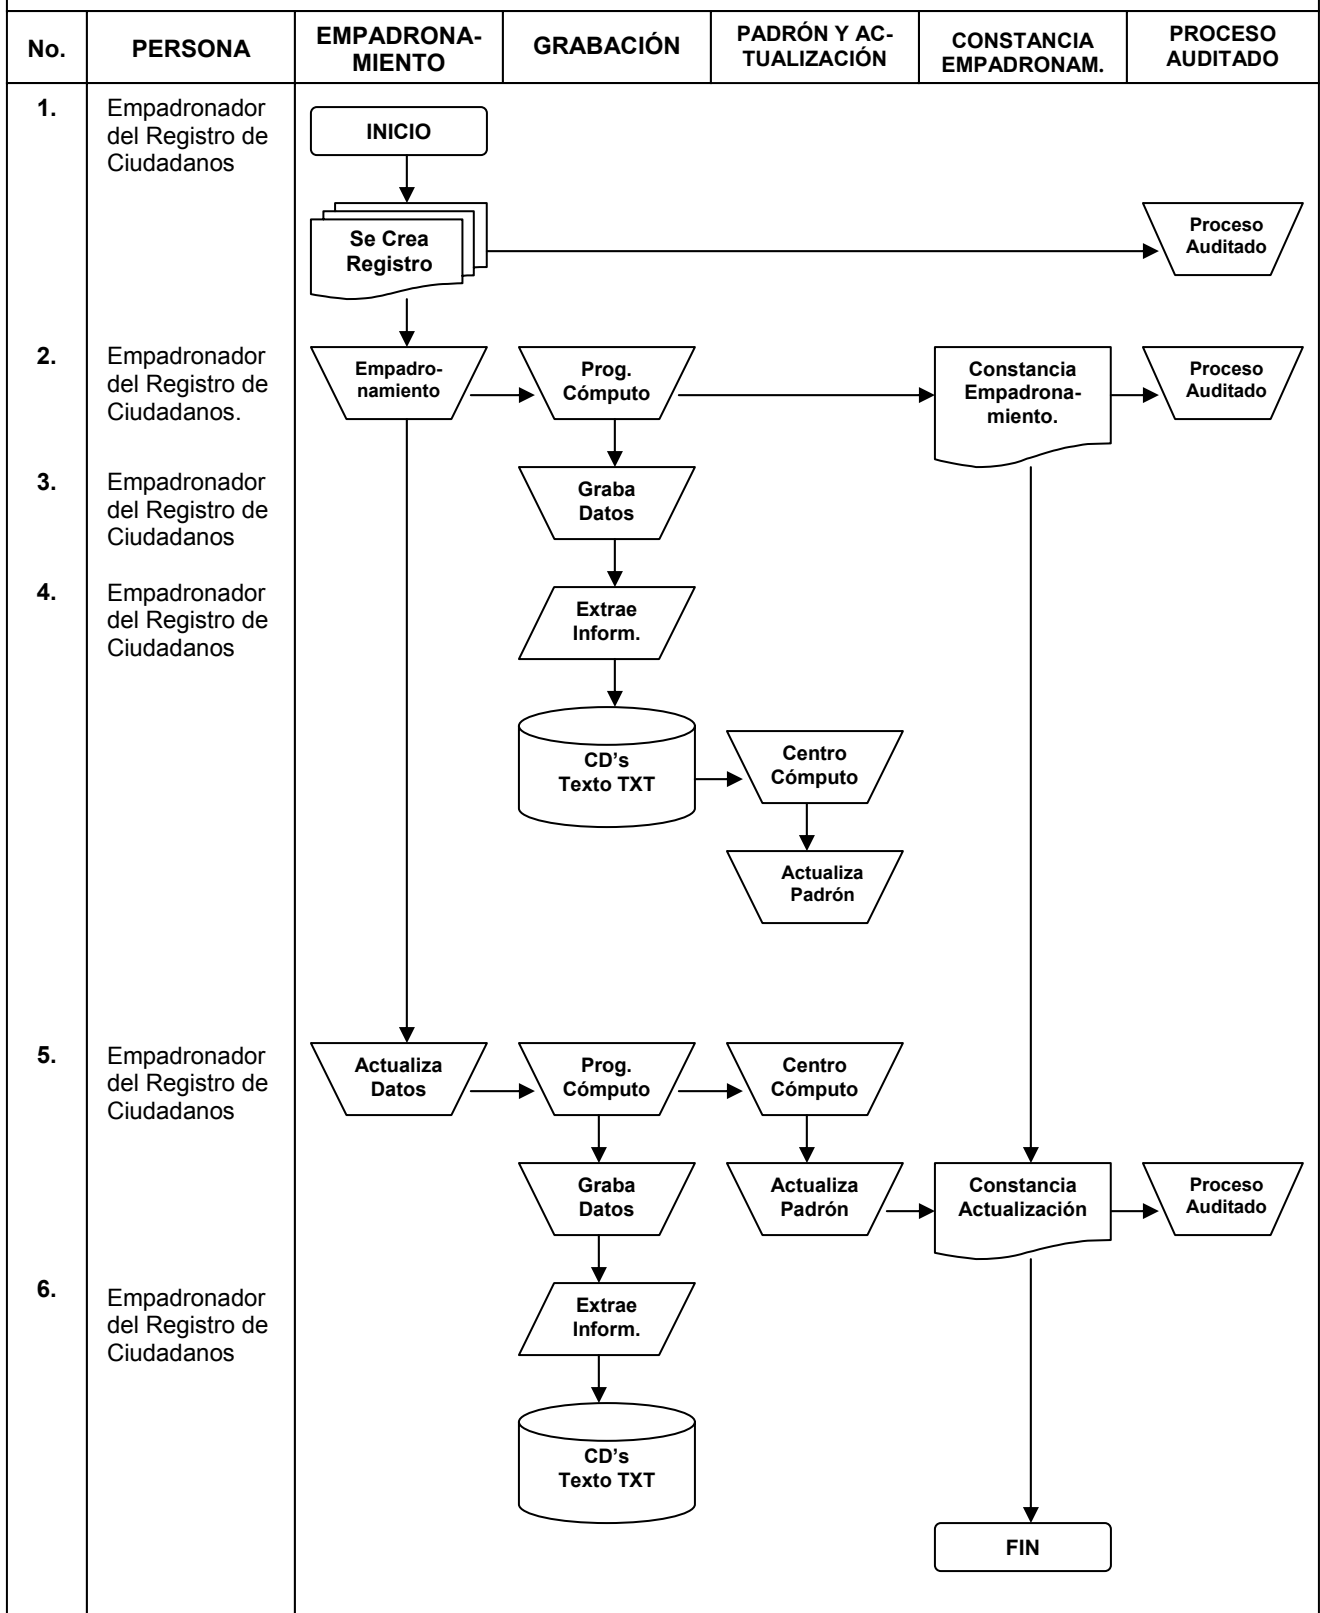 No.
PERSONA
EMPADRONA-
MIENTO
GRABACIÓN
PADRÓN Y AC-
TUALIZACIÓN
CONSTANCIA
EMPADRONAM.
PROCESO
AUDITADO
1.
Empadronador
del Registro de
Ciudadanos
INICIO
Se Crea
Registro
Proceso
Auditado
2.
Empadronador
del Registro de
Ciudadanos.
Empadro-
namiento
Prog.
Cómputo
Constancia
Empadrona-
miento.
Proceso
Auditado
3.
Empadronador
del Registro de
Ciudadanos
Graba
Datos
4.
Empadronador
del Registro de
Ciudadanos
Extrae
Inform.
CD's
Texto TXT
Centro
Cómputo
Actualiza
Padrón
5.
Empadronador
del Registro de
Ciudadanos
Actualiza
Datos
Prog.
Cómputo
Centro
Cómputo
Graba
Datos
Actualiza
Padrón
Constancia
Actualización
Proceso
Auditado
6.
Empadronador
del Registro de
Ciudadanos
Extrae
Inform.
CD's
Texto TXT
FIN